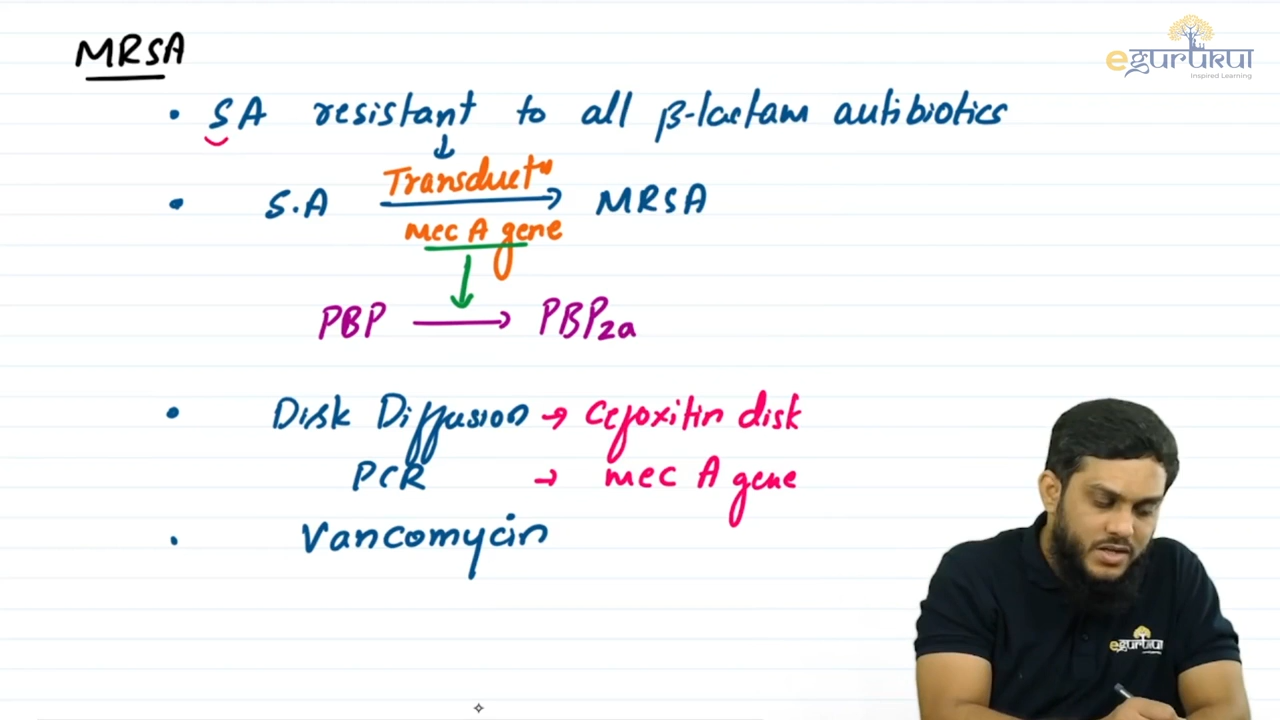 MRSA
egurukul
Inspired Learning
• SA resistant to all β-lactam antibiotics
↓
Transductn
• S.A → MRSA
mec A gene
↓
PBP → PBP2a
• Disk Diffusion → Cefoxitin disk
PCR → mec A gene
• Vancomycin
egurukul